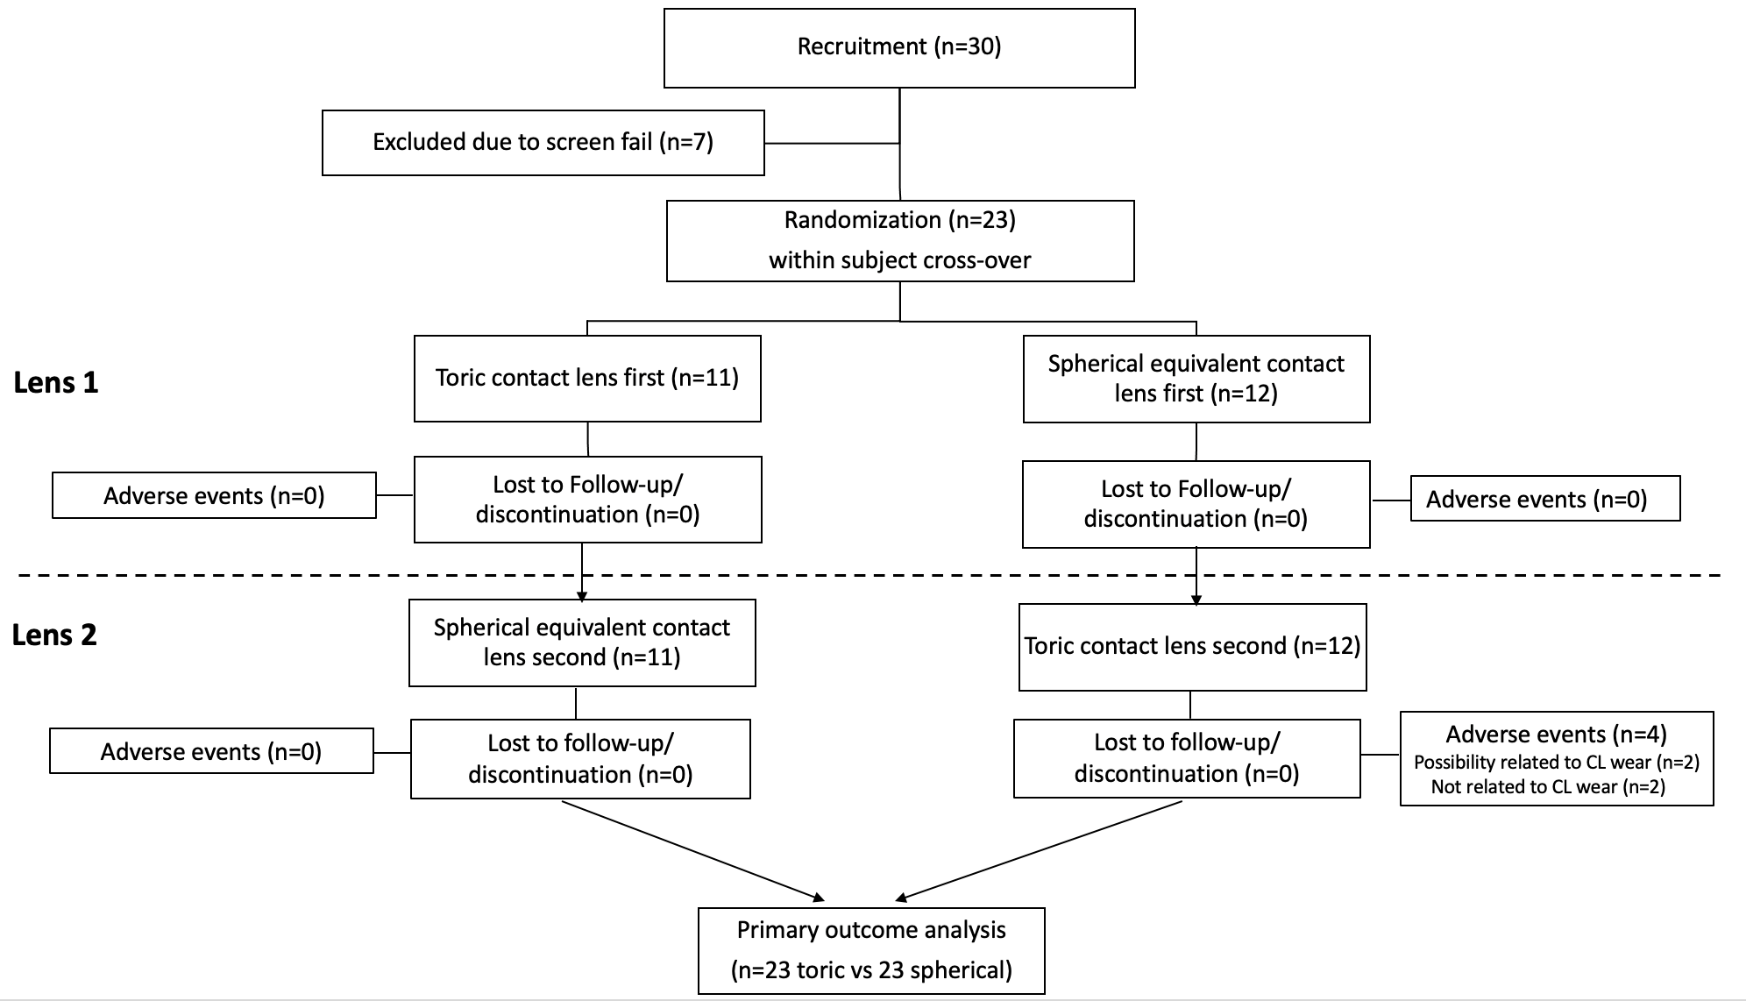 Recruitment (n=30)
Excluded due to screen fail (n=7)
Randomization (n=23)
within subject cross-over
Lens 1
Toric contact lens first (n=11)
Spherical equivalent contact
lens first (n=12)
Adverse events (n=0)
Lost to Follow-up/
discontinuation (n=0)
Lost to Follow-up/
discontinuation (n=0)
Adverse events (n=0)
Lens 2
Spherical equivalent contact
lens second (n=11)
Toric contact lens second (n=12)
Adverse events (n=0)
Lost to follow-up/
discontinuation (n=0)
Lost to follow-up/
discontinuation (n=0)
Adverse events (n=4)
Possibility related to CL wear (n=2)
Not related to CL wear (n=2)
Primary outcome analysis
(n=23 toric vs 23 spherical)